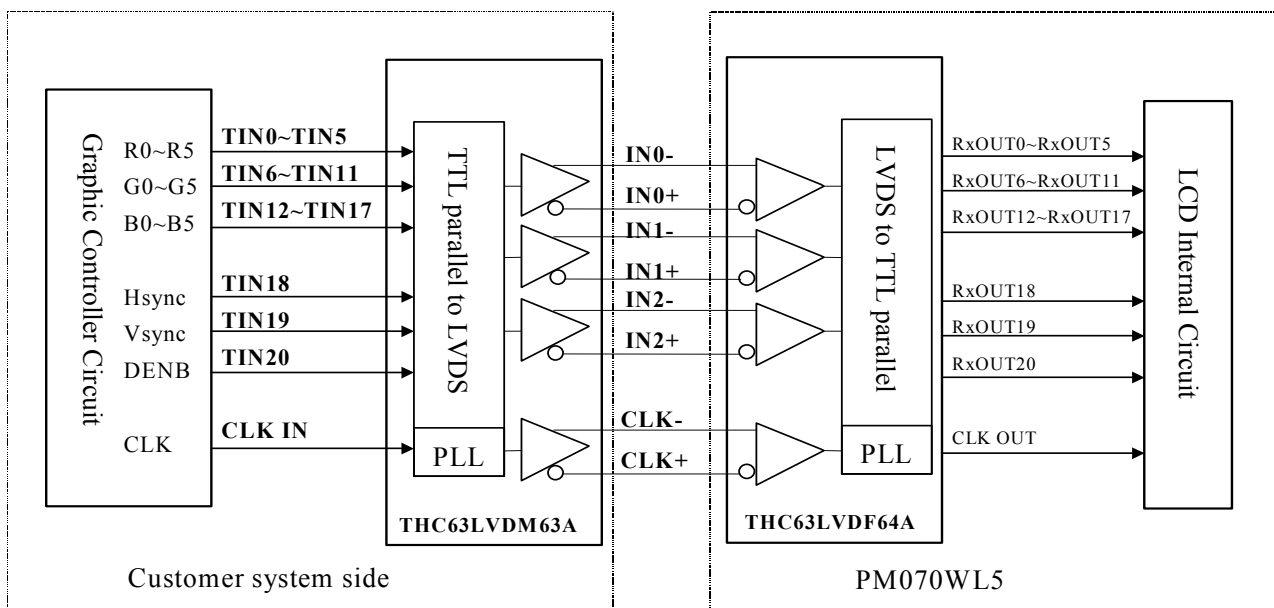 Graphic Controller Circuit
R0~R5
G0~G5
B0~B5
Hsync
Vsync
DENB
CLK
TIN0~TIN5
TIN6~TIN11
TIN12~TIN17
TIN18
TIN19
TIN20
CLK IN
TTL parallel to LVDS
PLL
THC63LVDM63A
Customer system side
IN0-
IN0+
IN1-
IN1+
IN2-
IN2+
CLK-
CLK+
LVDS to TTL parallel
PLL
THC63LVDF64A
RxOUT0~RxOUT5
RxOUT6~RxOUT11
RxOUT12~RxOUT17
RxOUT18
RxOUT19
RxOUT20
CLK OUT
LCD Internal Circuit
PM070WL5